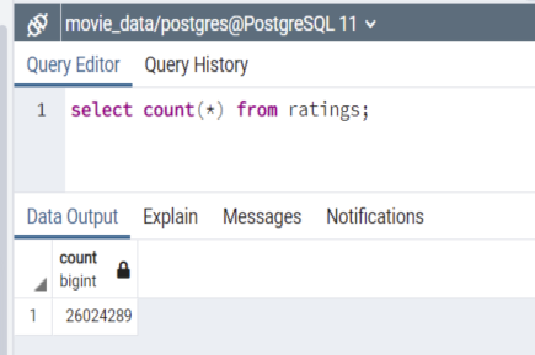 movie_data/postgres@PostgreSQL 11
Query Editor Query History
1 select count(*) from ratings;
Data Output Explain Messages Notifications
count
bigint
1 26024289